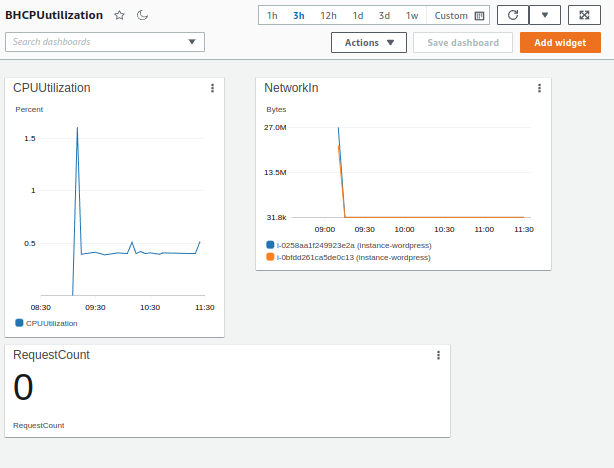 BHCPUutilization
1h 3h 12h 1d 3d 1w Custom
Search dashboards
Actions Save dashboard Add widget
CPUUtilization
Percent
1.5
1
0.5
08:30 09:30 10:30 11:30
CPUUtilization
NetworkIn
Bytes
27.0M
13.5M
31.8k
09:00 09:30 10:00 10:30 11:00 11:30
i-0258aa1f249923e2a (instance-wordpress)
i-0bfdd261ca5de0c13 (instance-wordpress)
RequestCount
0
RequestCount